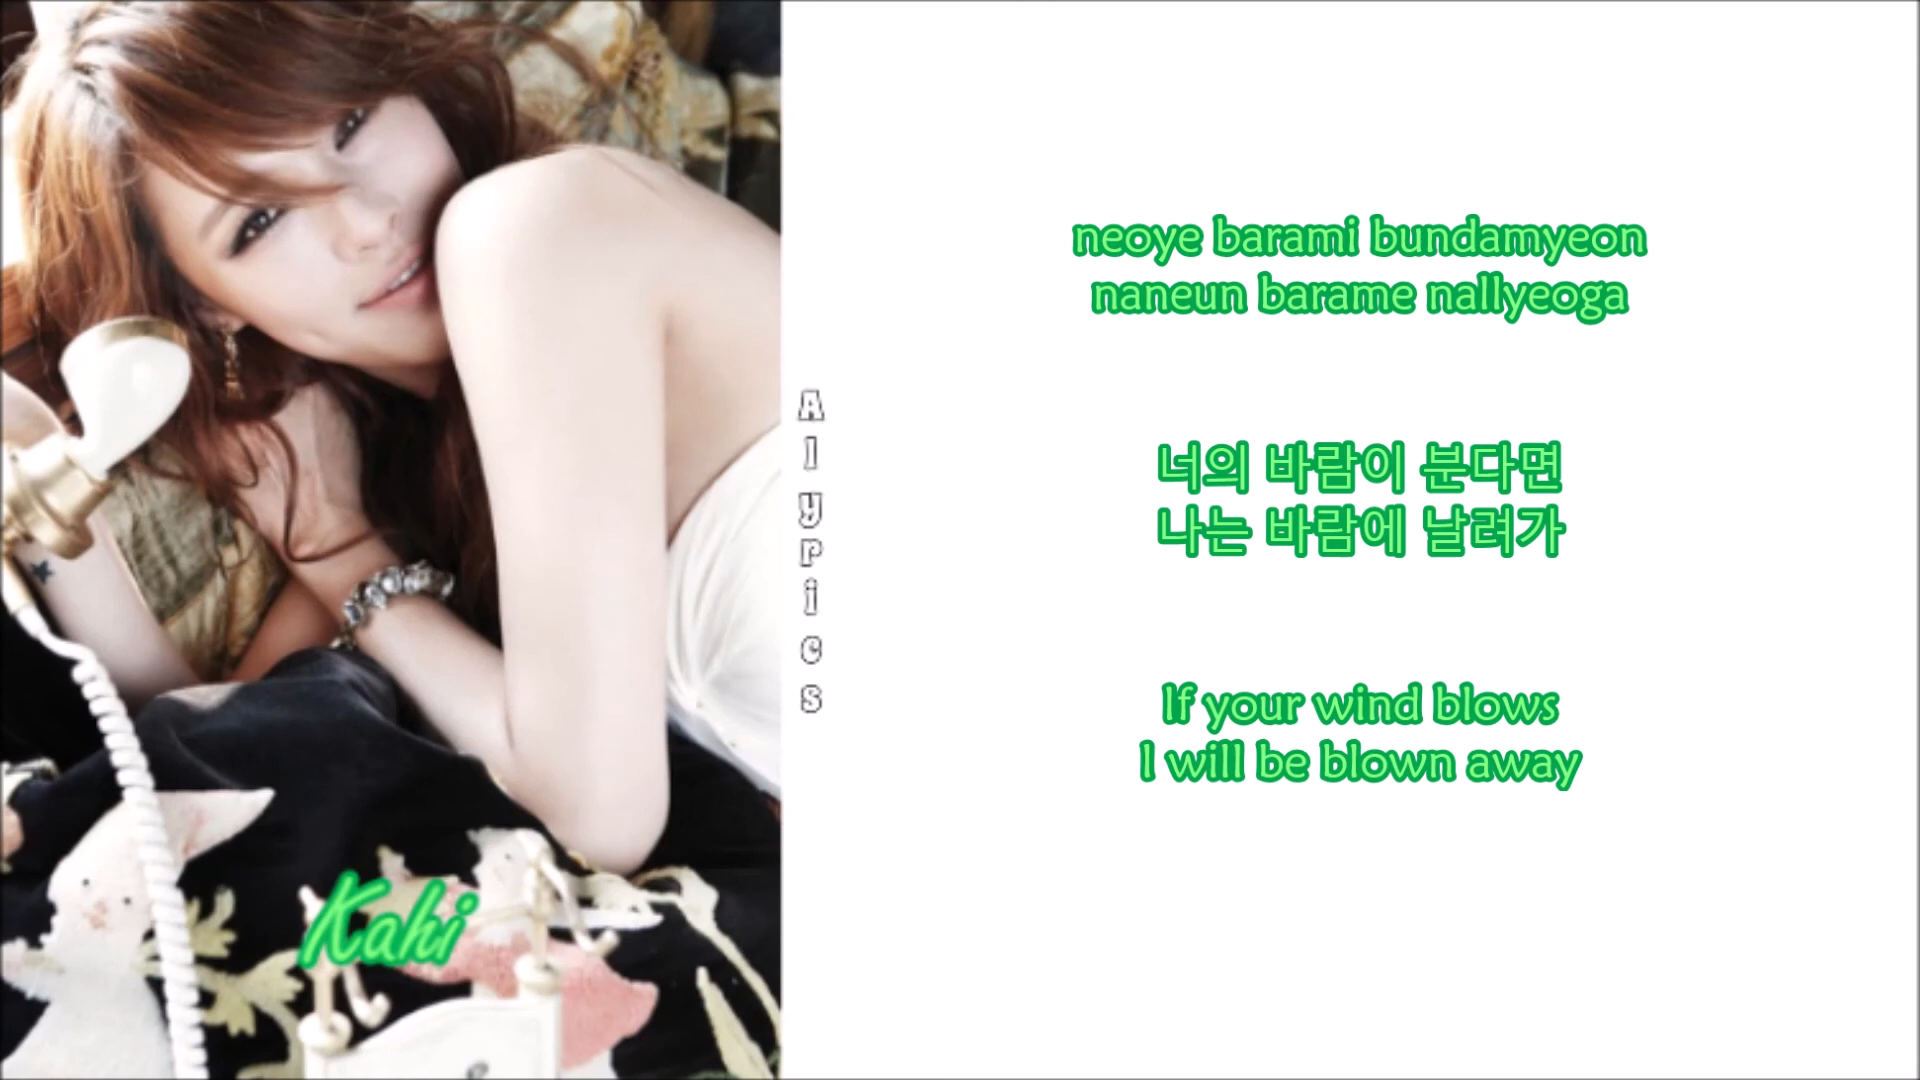 neoye barami bundamyeon
naneun barame nallyeoga
너의 바람이 분다면
나는 바람에 날려가
If your wind blows
I will be blown away
Alypics
Kahi